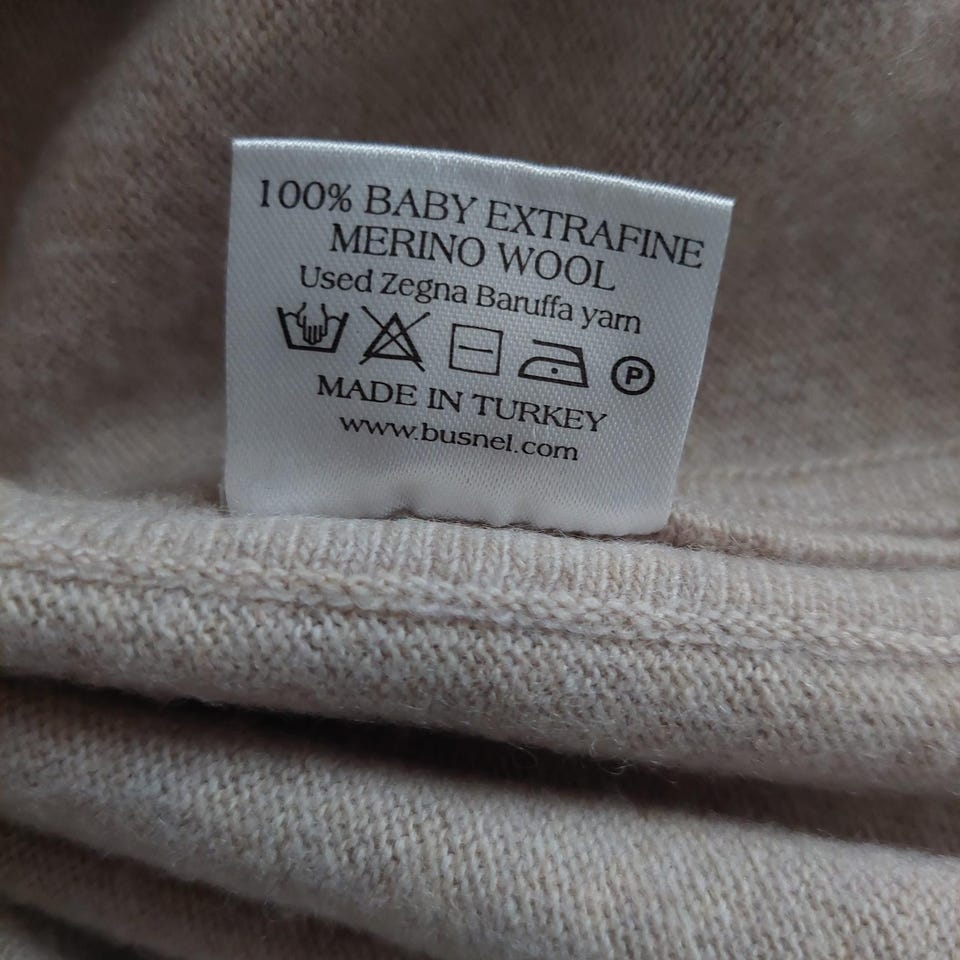 100% BABY EXTRAFINE
MERINO WOOL
Used Zegna Baruffa yarn
P
MADE IN TURKEY
www.busnel.com